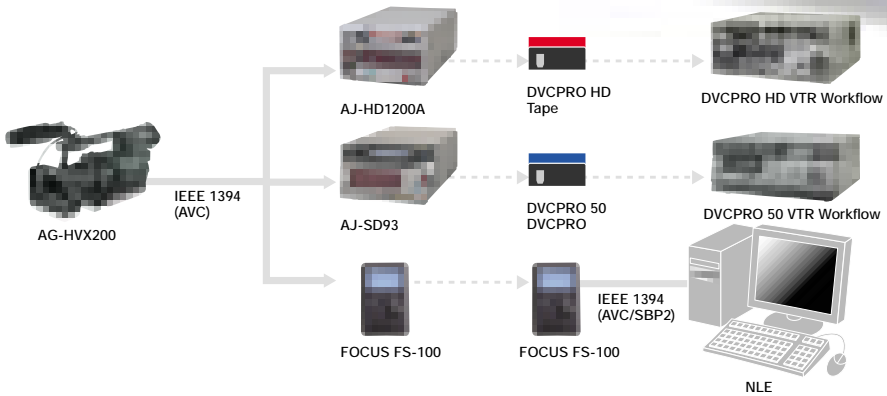 AJ-HD1200A
DVCPRO HD
Tape
DVCPRO HD VTR Workflow
AG-HVX200
IEEE 1394
(AVC)
AJ-SD93
DVCPRO 50
DVCPRO
DVCPRO 50 VTR Workflow
FOCUS FS-100
FOCUS FS-100
IEEE 1394
(AVC/SBP2)
NLE